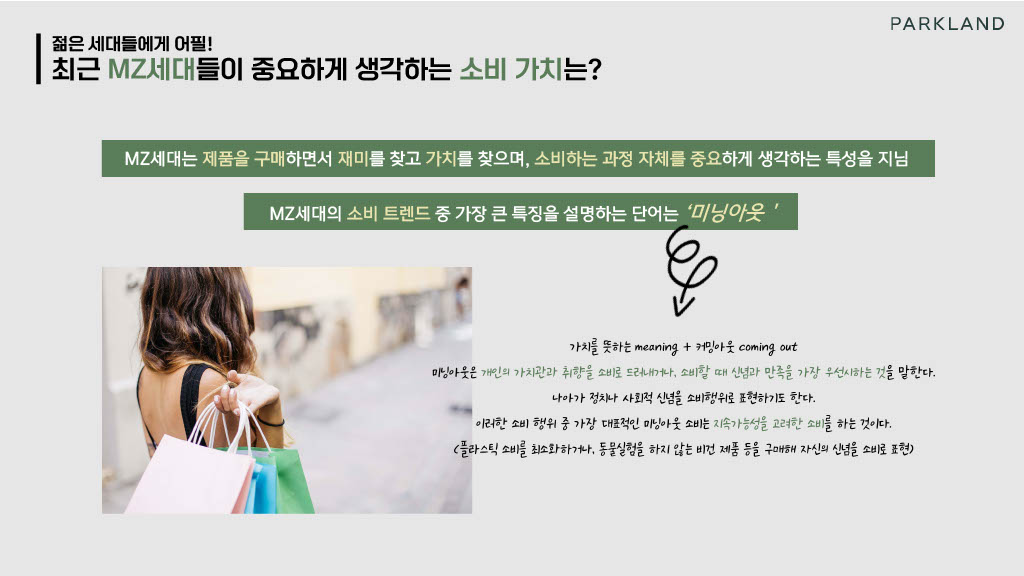 PARKLAND
젊은 세대들에게 어필!
최근 MZ세대들이 중요하게 생각하는 소비 가치는?
MZ세대는 제품을 구매하면서 재미를 찾고 가치를 찾으며, 소비하는 과정 자체를 중요하게 생각하는 특성을 지님
MZ세대의 소비 트렌드 중 가장 큰 특징을 설명하는 단어는 ‘미닝아웃 '
가치를 뜻하는 meaning + 커밍아웃 coming out
미닝아웃은 개인의 가치관과 취향을 소비로 드러내거나, 소비할 때 신념과 만족을 가장 우선시하는 것을 말한다.
나아가 정치나 사회적 신념을 소비행위로 표현하기도 한다.
이러한 소비 행위 중 가장 대표적인 미닝아웃 소비는 지속가능성을 고려한 소비를 하는 것이다.
(플라스틱 소비를 최소화하거나, 동물실험을 하지 않는 비건 제품 등을 구매해 자신의 신념을 소비로 표현)